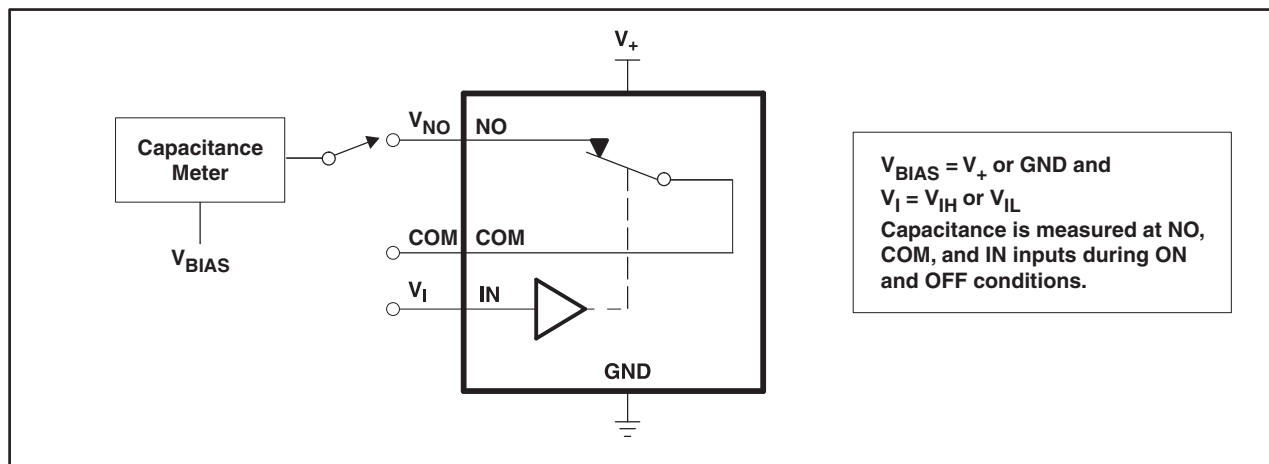 V+
Capacitance
Meter
VBIAS
VNO NO
COM COM
VI IN
GND
VBIAS = V+ or GND and
VI = VIH or VIL
Capacitance is measured at NO,
COM, and IN inputs during ON
and OFF conditions.